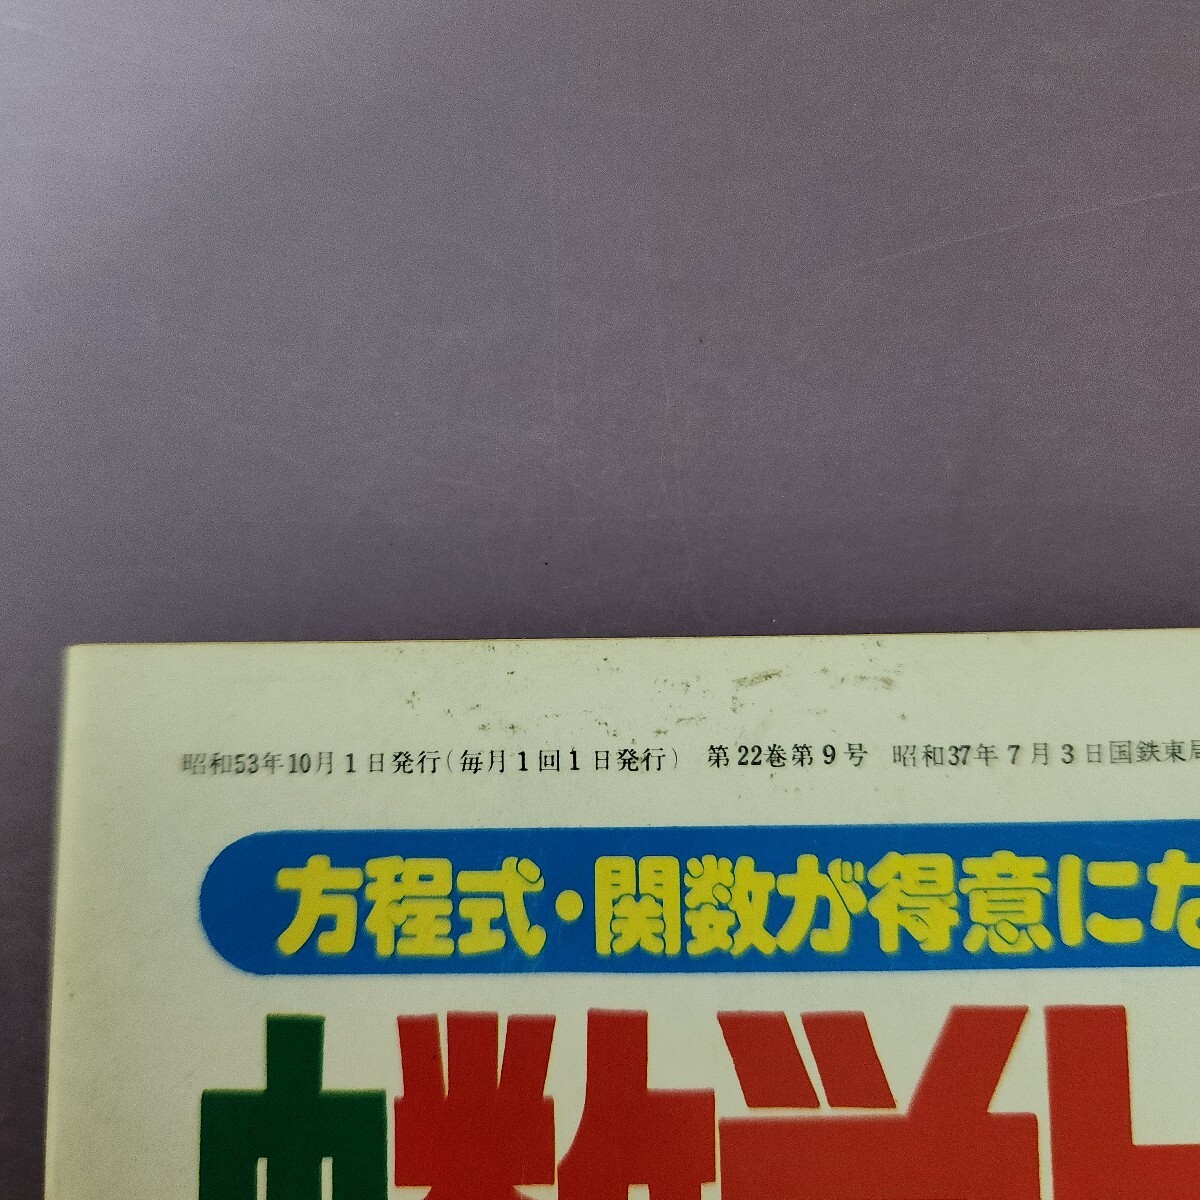 昭和53年10月1日発行(毎月1回1日発行) 第22巻第9号 昭和37年7月3日国鉄東局
方程式・関数が得意にな